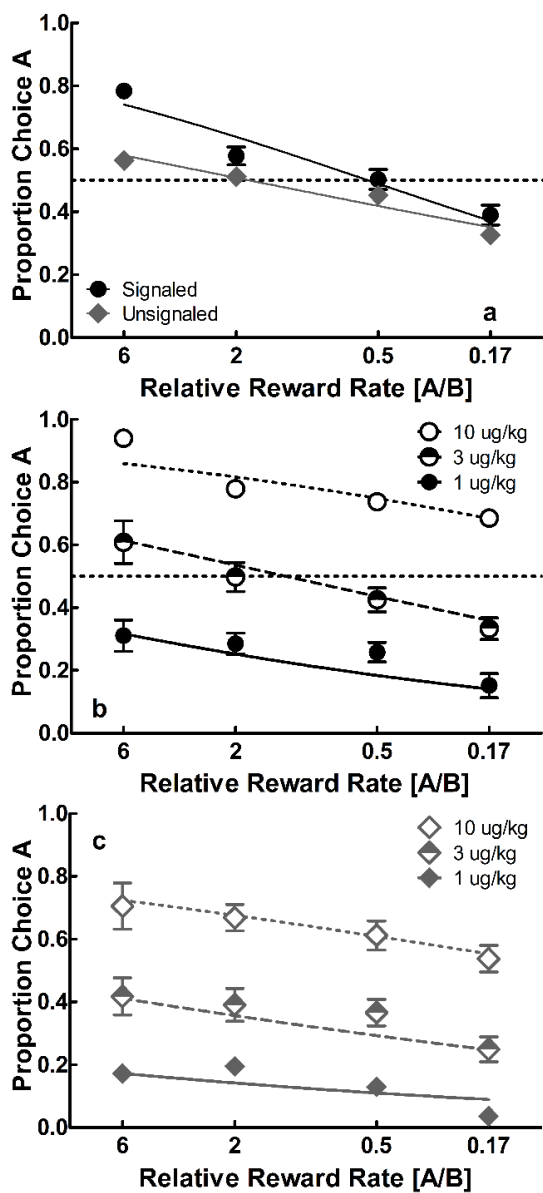 1.0
0.8
0.6
0.4
0.2
0.0
Proportion Choice A
Signaled
Unsignaled
a
6 2 0.5 0.17
Relative Reward Rate [A/B]
1.0
0.8
0.6
0.4
0.2
0.0
Proportion Choice A
10 ug/kg
3 ug/kg
1 ug/kg
b
6 2 0.5 0.17
Relative Reward Rate [A/B]
1.0
0.8
0.6
0.4
0.2
0.0
Proportion Choice A
c
10 ug/kg
3 ug/kg
1 ug/kg
6 2 0.5 0.17
Relative Reward Rate [A/B]